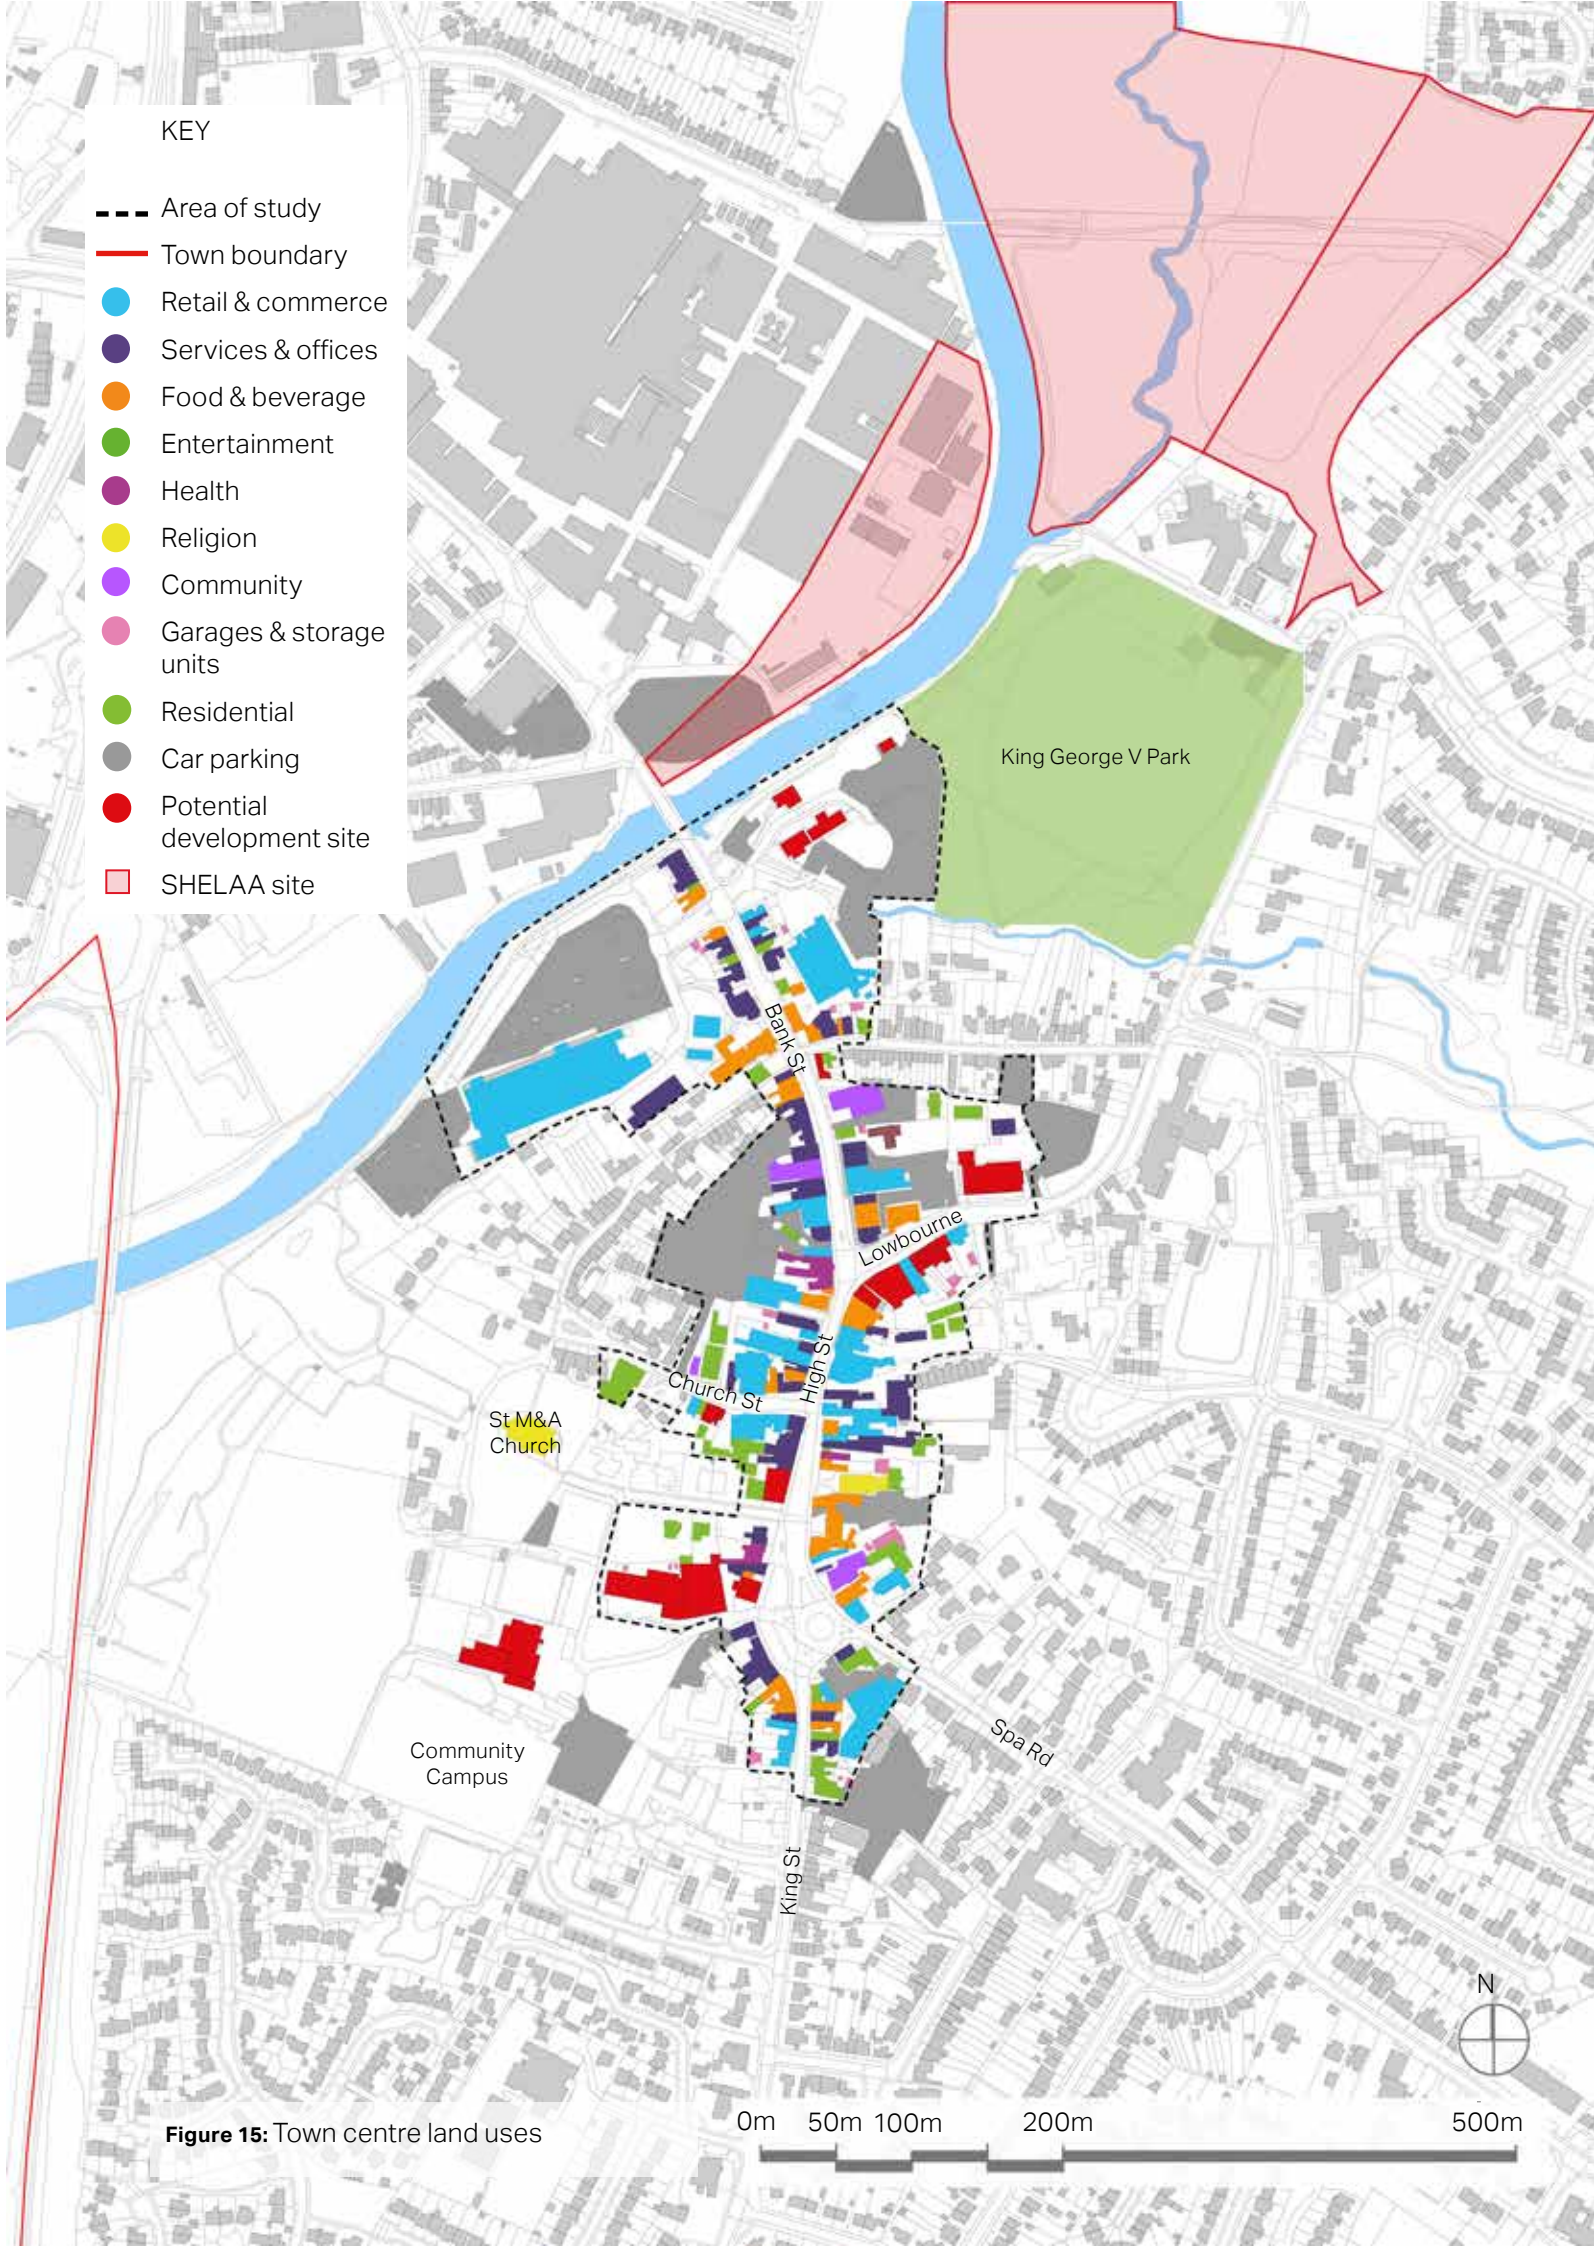 KEY
Area of study
Town boundary
Retail & commerce
Services & offices
Food & beverage
Entertainment
Health
Religion
Community
Garages & storage
units
Residential
Car parking
Potential
development site
SHELAA site
King George V Park
Bank St
Lowbourne
High St
Church St
St M&A
Church
Community
Campus
Spa Rd
King St
N
Figure 15: Town centre land uses
0m 50m 100m 200m 500m